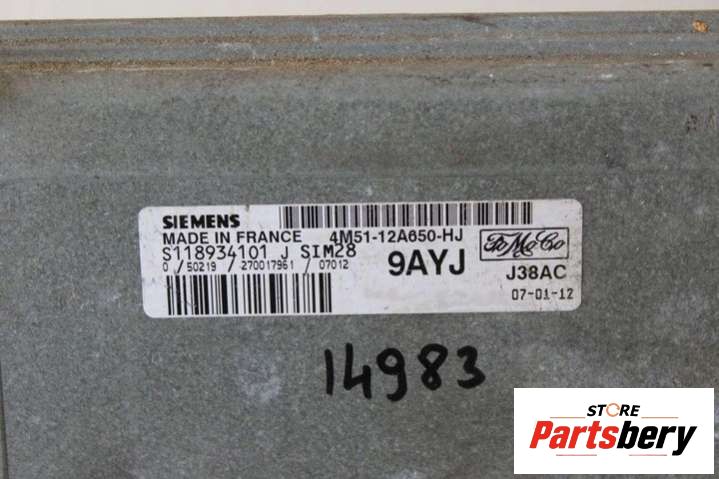 SIEMENS
MADE IN FRANCE 4M51-12A650-HJ
S118934101 J SIM28
0 /50219 /270017961 /07012
9AYJ
FoMoCo
J38AC
07-01-12
14983
STORE
Partsbery